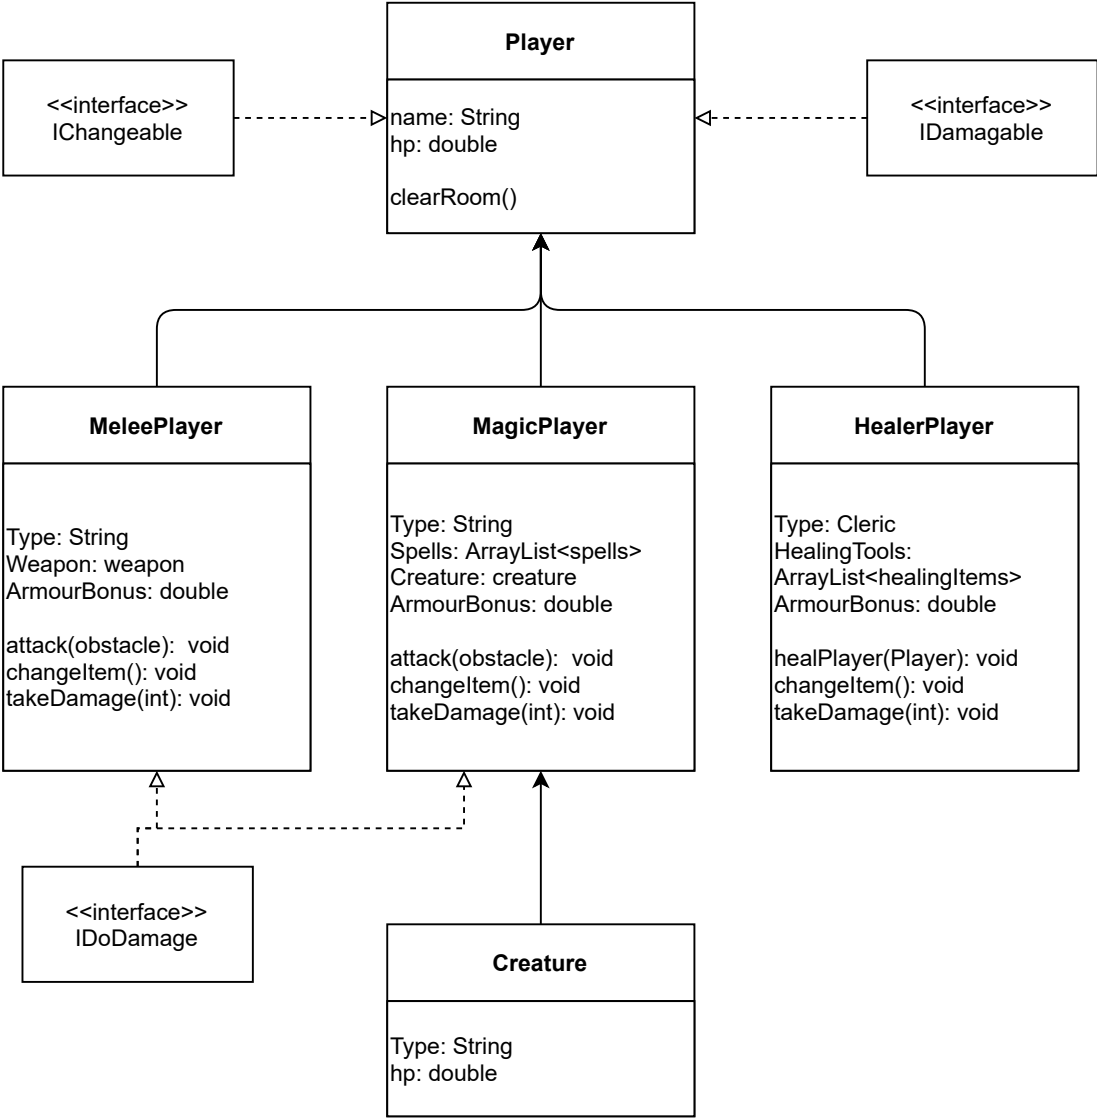 Player
<<interface>>
IChangeable
name: String
hp: double
clearRoom()
<<interface>>
IDamagable
MeleePlayer
Type: String
Weapon: weapon
ArmourBonus: double
attack(obstacle):  void
changeItem(): void
takeDamage(int): void
MagicPlayer
Type: String
Spells: ArrayList<spells>
Creature: creature
ArmourBonus: double
attack(obstacle):  void
changeItem(): void
takeDamage(int): void
HealerPlayer
Type: Cleric
HealingTools:
ArrayList<healingItems>
ArmourBonus: double
healPlayer(Player): void
changeItem(): void
takeDamage(int): void
<<interface>>
IDoDamage
Creature
Type: String
hp: double